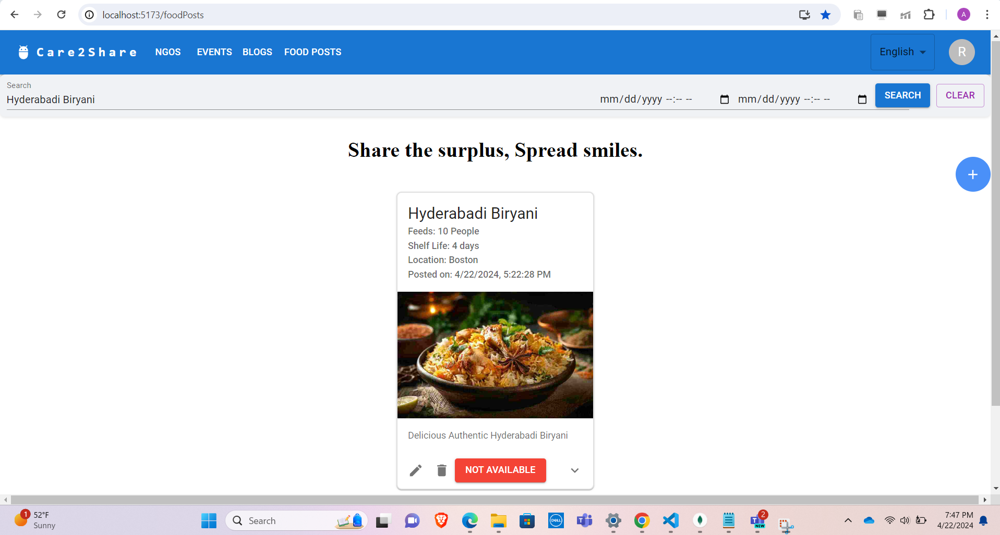 localhost:5173/foodPosts
A
Care2Share NGOS EVENTS BLOGS FOOD POSTS English R
Search
Hyderabadi Biryani mm/dd/yyyy --:-- -- mm/dd/yyyy --:-- -- SEARCH CLEAR
Share the surplus, Spread smiles.
+
Hyderabadi Biryani
Feeds: 10 People
Shelf Life: 4 days
Location: Boston
Posted on: 4/22/2024, 5:22:28 PM
Delicious Authentic Hyderabadi Biryani
NOT AVAILABLE
1 52°F
Sunny
Search
DELL
T
T NEW 2
7:47 PM
4/22/2024